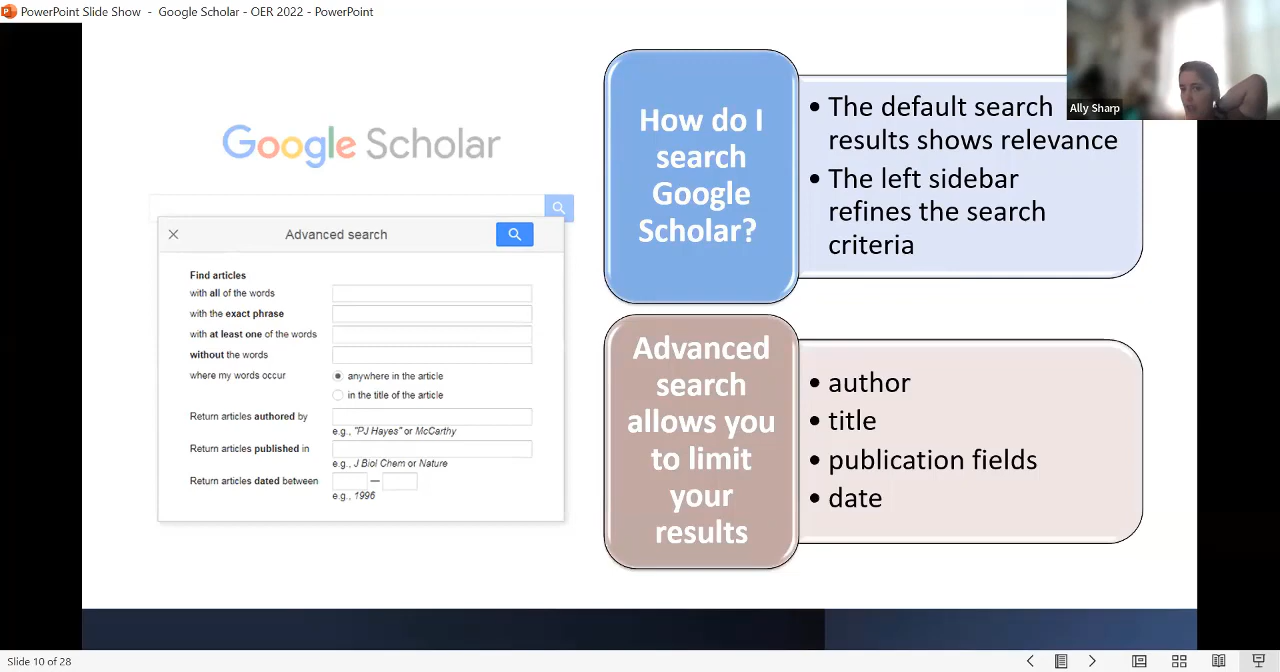 PowerPoint Slide Show - Google Scholar - OER 2022 - PowerPoint
Ally Sharp
Google Scholar
Advanced search
Find articles
with all of the words
with the exact phrase
with at least one of the words
without the words
where my words occur
anywhere in the article
in the title of the article
Return articles authored by
e.g., "PJ Hayes" or McCarthy
Return articles published in
e.g., J Biol Chem or Nature
Return articles dated between
—
e.g., 1996
How do I
search
Google
Scholar?
• The default search
results shows relevance
• The left sidebar
refines the search
criteria
Advanced
search
allows you
to limit
your
results
• author
• title
• publication fields
• date
Slide 10 of 28